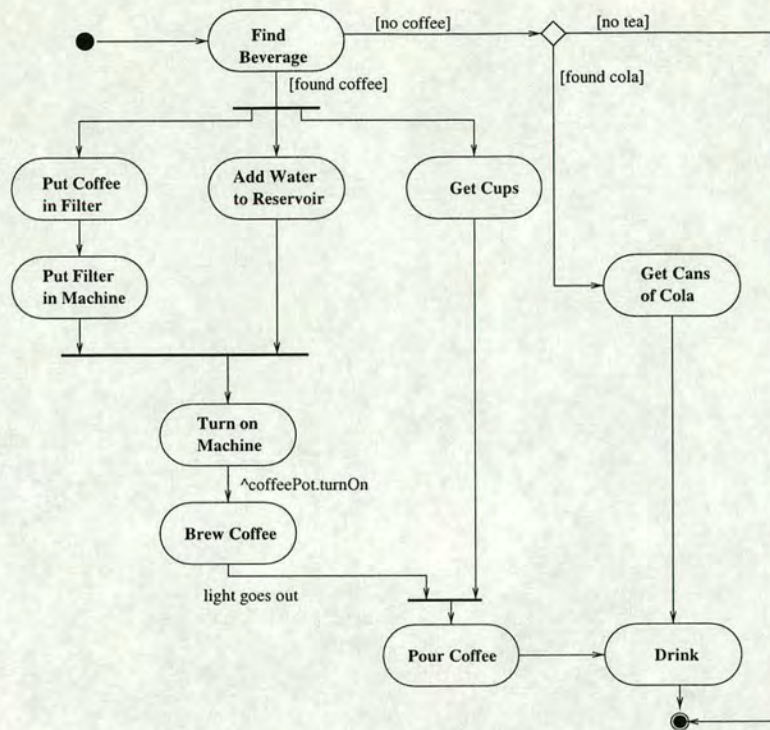 Find
Beverage
[no coffee]
[no tea]
[found coffee]
[found cola]
Put Coffee
in Filter
Add Water
to Reservoir
Get Cups
Put Filter
in Machine
Get Cans
of Cola
Turn on
Machine
^coffeePot.turnOn
Brew Coffee
light goes out
Pour Coffee
Drink